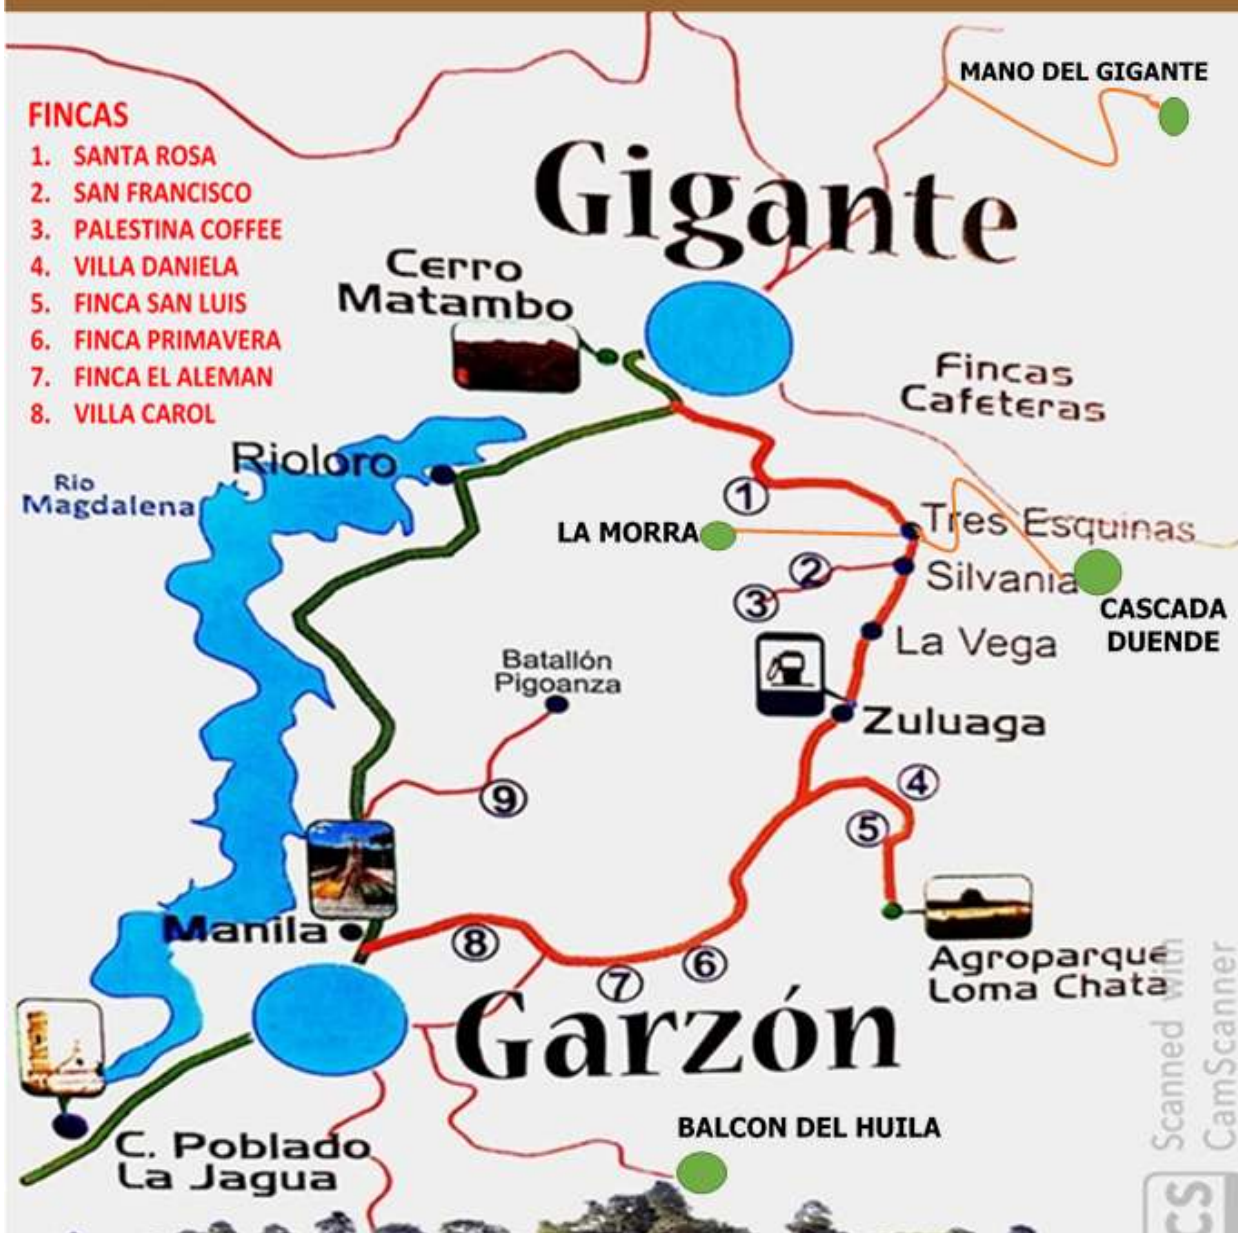 MANO DEL GIGANTE
FINCAS
1. SANTA ROSA
2. SAN FRANCISCO
3. PALESTINA COFFEE
4. VILLA DANIELA
5. FINCA SAN LUIS
6. FINCA PRIMAVERA
7. FINCA EL ALEMAN
8. VILLA CAROL
Gigante
Cerro
Matambo
Fincas
Cafeteras
Rioloro
Rio
Magdalena
1
LA MORRA
Tres Esquinas
2
Silvania
3
CASCADA
DUENDE
La Vega
Batallón
Pigoanza
Zuluaga
4
9
5
Manila
8
6
7
Agroparque
Loma Chata
Garzón
BALCON DEL HUILA
C. Poblado
La Jagua
Scanned with
CamScanner
CS